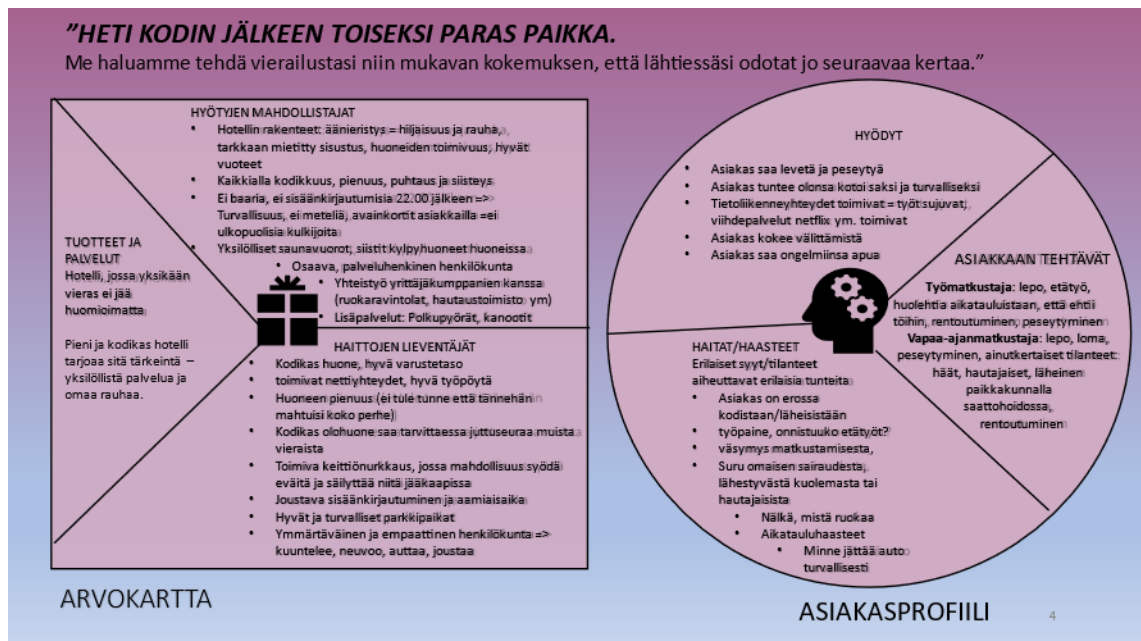 ”HETI KODIN JÄLKEEN TOISEKSI PARAS PAIKKA.
Me haluamme tehdä vierailustasi niin mukavan kokemuksen, että lähtiessäsi odotat jo seuraavaa kertaa.”
TUOTTEET JA
PALVELUT
Hotelli, jossa yksikään
vieras ei jää
huomioimatta
Pieni ja kodikas hotelli
tarjoaa sitä tärkeintä –
yksilöllistä palvelua ja
omaa rauhaa.
HYÖTYJEN MAHDOLLISTAJAT
• Hotellin rakenteet: äänieristys = hiljaisuus ja rauha,
tarkkaan mietitty sisustus, huoneiden toimivuus, hyvät
vuoteet
• Kaikkialla kodikkuus, pienuus, puhtaus ja siisteys
• Ei baaria, ei sisäänkirjautumisia 22.00 jälkeen =>
Turvallisuus, ei meteliä, avainkortit asiakkailla =ei
ulkopuolisia kulkijoita
• Yksilölliset saunavuorot, siistit kylpyhuoneet huoneissa
• Osaava, palveluhenkinen henkilökunta
• Yhteistyö yrittäjäkumppanien kanssa
(ruokaravintolat, hautaustoimisto ym)
• Lisäpalvelut: Polkupyörät, kanootit
HAITTOJEN LIEVENTÄJÄT
• Kodikas huone, hyvä varustetaso
• toimivat nettiyhteydet, hyvä työpöytä
• Huoneen pienuus (ei tule tunne että tännehän
mahtuisi koko perhe)
• Kodikas olohuone saa tarvittaessa juttuseuraa muista
vieraista
• Toimiva keittiönurkkaus, jossa mahdollisuus syödä
eväitä ja säilyttää niitä jääkaapissa
• Joustava sisäänkirjautuminen ja aamiaisaika
• Hyvät ja turvalliset parkkipaikat
• Ymmärtäväinen ja empaattinen henkilökunta =>
kuuntelee, neuvoo, auttaa, joustaa
ARVOKARTTA
HYÖDYT
• Asiakas saa levetä ja peseytyä
• Asiakas tuntee olonsa kotoisaksi ja turvalliseksi
• Tietoliikenneyhteydet toimivat = työt sujuvat,
viihdepalvelut netflix ym. toimivat
• Asiakas kokee välittämistä
• Asiakas saa ongelmiinsa apua
ASIAKKAAN TEHTÄVÄT
Työmatkustaja: lepo, etätyö,
huolehtia aikatauluistaan, että ehtii
töihin, rentoutuminen, peseytyminen
Vapaa-ajanmatkustaja: lepo, loma,
peseytyminen, ainutkertaiset tilanteet:
häät, hautajaiset, läheinen
paikkakunnalla
saattohoidossa,
rentoutuminen
HAITAT/HAASTEET
Erilaiset syyt/tilanteet
aiheuttavat erilaisia tunteita
• Asiakas on erossa
kodistaan/läheisistään
• työpaine, onnistuuko etätyöt?
• väsymys matkustamisesta,
• Suru omaisen sairaudesta,
lähestyvästä kuolemasta tai
hautajaisista
• Nälkä, mistä ruokaa
• Aikatauluhaasteet
• Minne jättää auto
turvallisesti
ASIAKASPROFIILI
4